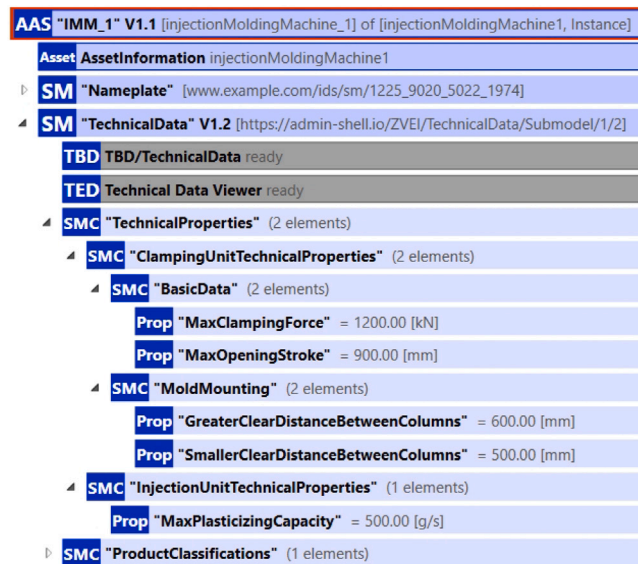 AAS "IMM_1" V1.1 [injectionMoldingMachine_1] of [injectionMoldingMachine1, Instance]
Asset AssetInformation injectionMoldingMachine1
SM "Nameplate" [www.example.com/ids/sm/1225_9020_5022_1974]
SM "TechnicalData" V1.2 [https://admin-shell.io/ZVEI/TechnicalData/Submodel/1/2]
TBD TBD/TechnicalData ready
TED Technical Data Viewer ready
SMC "TechnicalProperties" (2 elements)
SMC "ClampingUnitTechnicalProperties" (2 elements)
SMC "BasicData" (2 elements)
Prop "MaxClampingForce" = 1200.00 [kN]
Prop "MaxOpeningStroke" = 900.00 [mm]
SMC "MoldMounting" (2 elements)
Prop "GreaterClearDistanceBetweenColumns" = 600.00 [mm]
Prop "SmallerClearDistanceBetweenColumns" = 500.00 [mm]
SMC "InjectionUnitTechnicalProperties" (1 elements)
Prop "MaxPlasticizingCapacity" = 500.00 [g/s]
SMC "ProductClassifications" (1 elements)